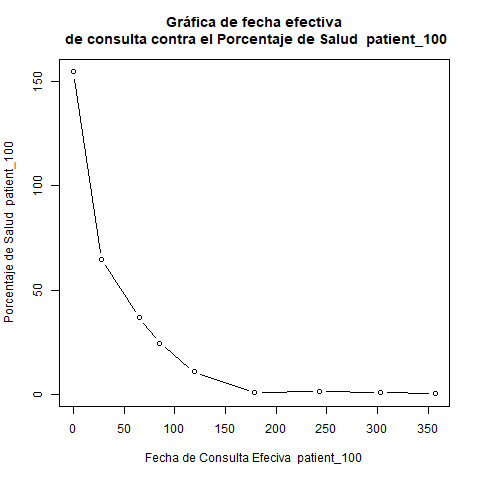 Gráfica de fecha efectiva
de consulta contra el Porcentaje de Salud patient_100
Porcentaje de Salud patient_100
150
100
50
0
0 50 100 150 200 250 300 350
Fecha de Consulta Efeciva patient_100